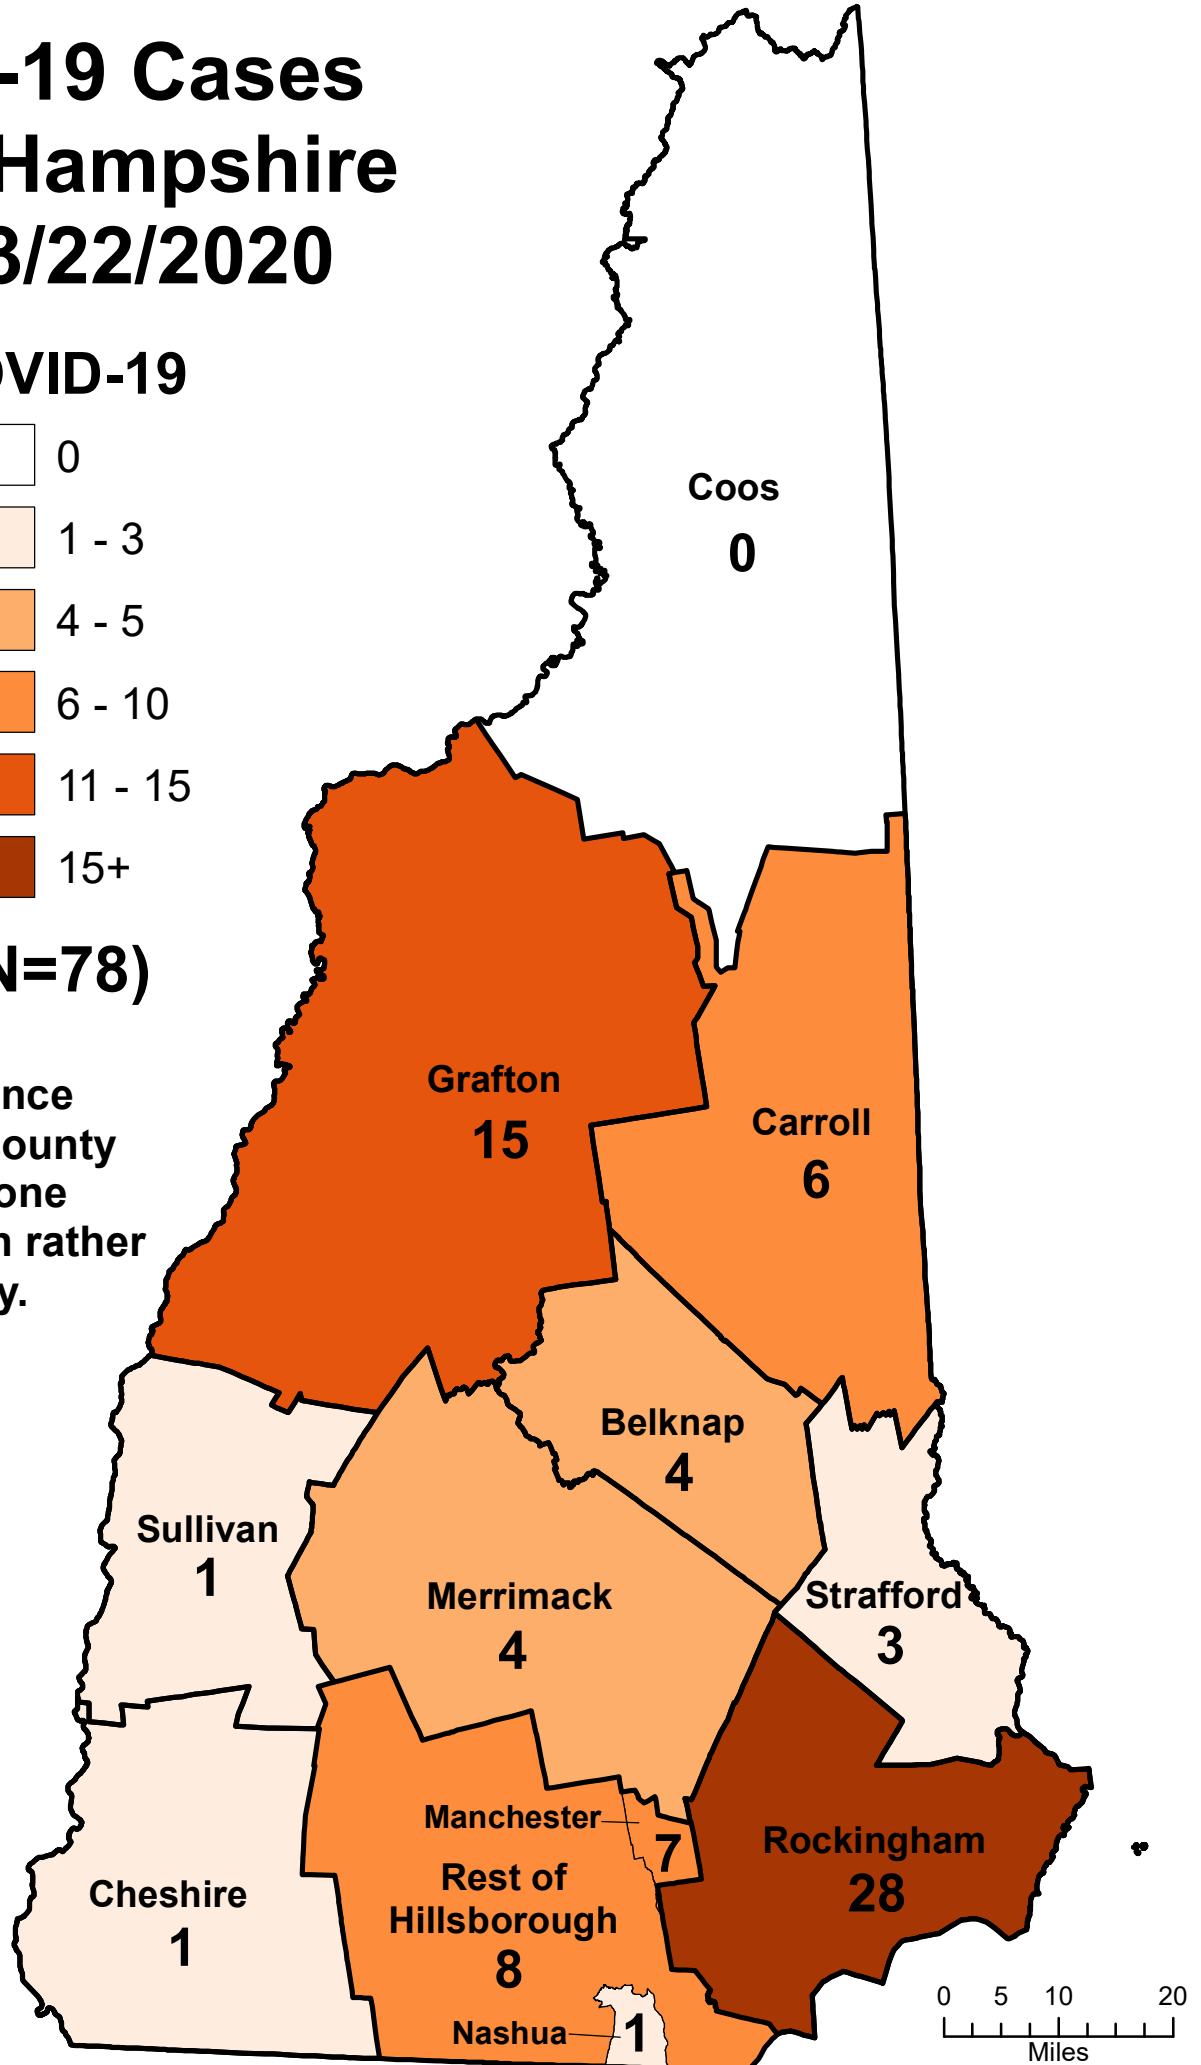 -19 Cases
Hampshire
3/22/2020
OVID-19
0
1 - 3
4 - 5
6 - 10
11 - 15
15+
N=78)
nce
ounty
one
n rather
y.
Coos
0
Grafton
15
Carroll
6
Belknap
4
Sullivan
1
Merrimack
4
Strafford
3
Manchester
7
Rockingham
28
Rest of
Hillsborough
8
Cheshire
1
Nashua
1
0 5 10 20
Miles